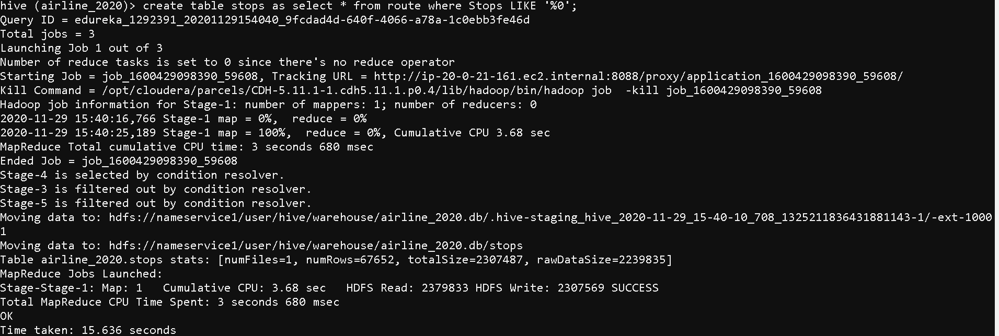 hive (airline_2020)> create table stops as select * from route where Stops LIKE '%0';
Query ID = edureka_1292391_20201129154040_9fcdad4d-640f-4066-a78a-1c0ebb3fe46d
Total jobs = 3
Launching Job 1 out of 3
Number of reduce tasks is set to 0 since there's no reduce operator
Starting Job = job_1600429098390_59608, Tracking URL = http://ip-20-0-21-161.ec2.internal:8088/proxy/application_1600429098390_59608/
Kill Command = /opt/cloudera/parcels/CDH-5.11.1-1.cdh5.11.1.p0.4/lib/hadoop/bin/hadoop job  -kill job_1600429098390_59608
Hadoop job information for Stage-1: number of mappers: 1; number of reducers: 0
2020-11-29 15:40:16,766 Stage-1 map = 0%,  reduce = 0%
2020-11-29 15:40:25,189 Stage-1 map = 100%,  reduce = 0%, Cumulative CPU 3.68 sec
MapReduce Total cumulative CPU time: 3 seconds 680 msec
Ended Job = job_1600429098390_59608
Stage-4 is selected by condition resolver.
Stage-3 is filtered out by condition resolver.
Stage-5 is filtered out by condition resolver.
Moving data to: hdfs://nameservice1/user/hive/warehouse/airline_2020.db/.hive-staging_hive_2020-11-29_15-40-10_708_1325211836431881143-1/-ext-1000
1
Moving data to: hdfs://nameservice1/user/hive/warehouse/airline_2020.db/stops
Table airline_2020.stops stats: [numFiles=1, numRows=67652, totalSize=2307487, rawDataSize=2239835]
MapReduce Jobs Launched:
Stage-Stage-1: Map: 1   Cumulative CPU: 3.68 sec   HDFS Read: 2379833 HDFS Write: 2307569 SUCCESS
Total MapReduce CPU Time Spent: 3 seconds 680 msec
OK
Time taken: 15.636 seconds